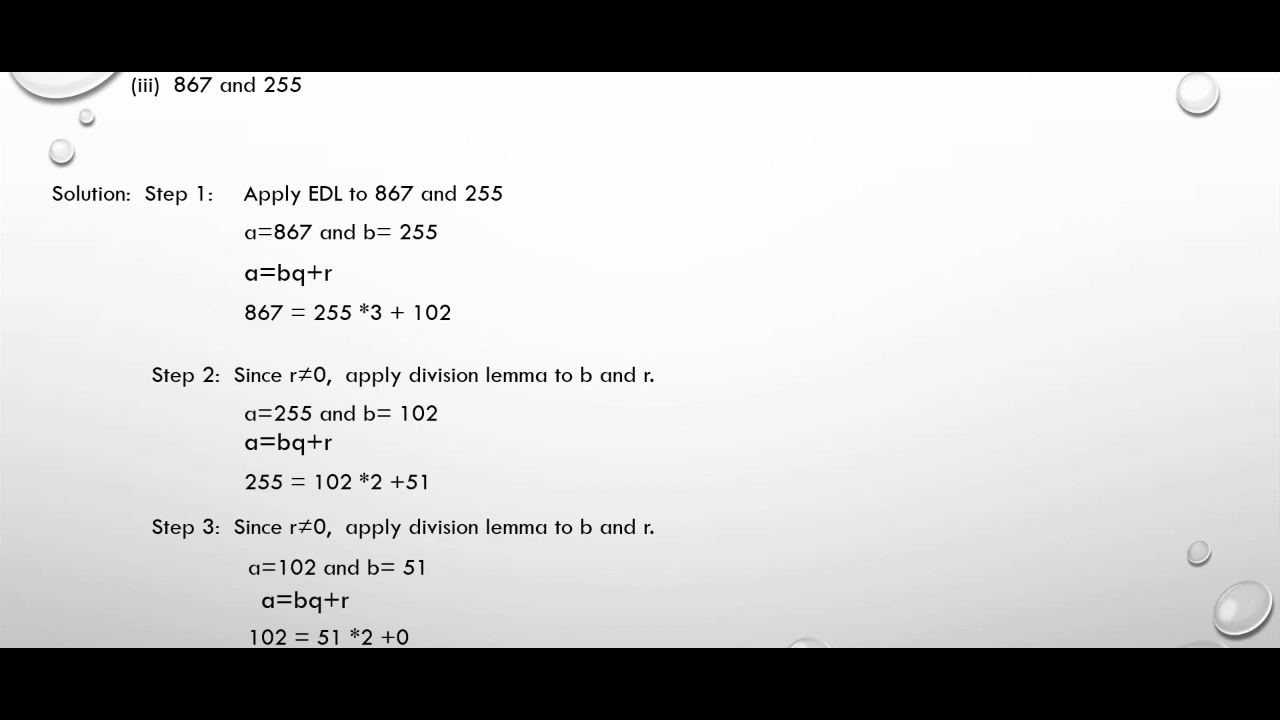 (iii) 867 and 255
Solution: Step 1: Apply EDL to 867 and 255
a=867 and b= 255
a=bq+r
867 = 255 *3 + 102
Step 2: Since r≠0, apply division lemma to b and r.
a=255 and b= 102
a=bq+r
255 = 102 *2 +51
Step 3: Since r≠0, apply division lemma to b and r.
a=102 and b= 51
a=bq+r
102 = 51 *2 +0